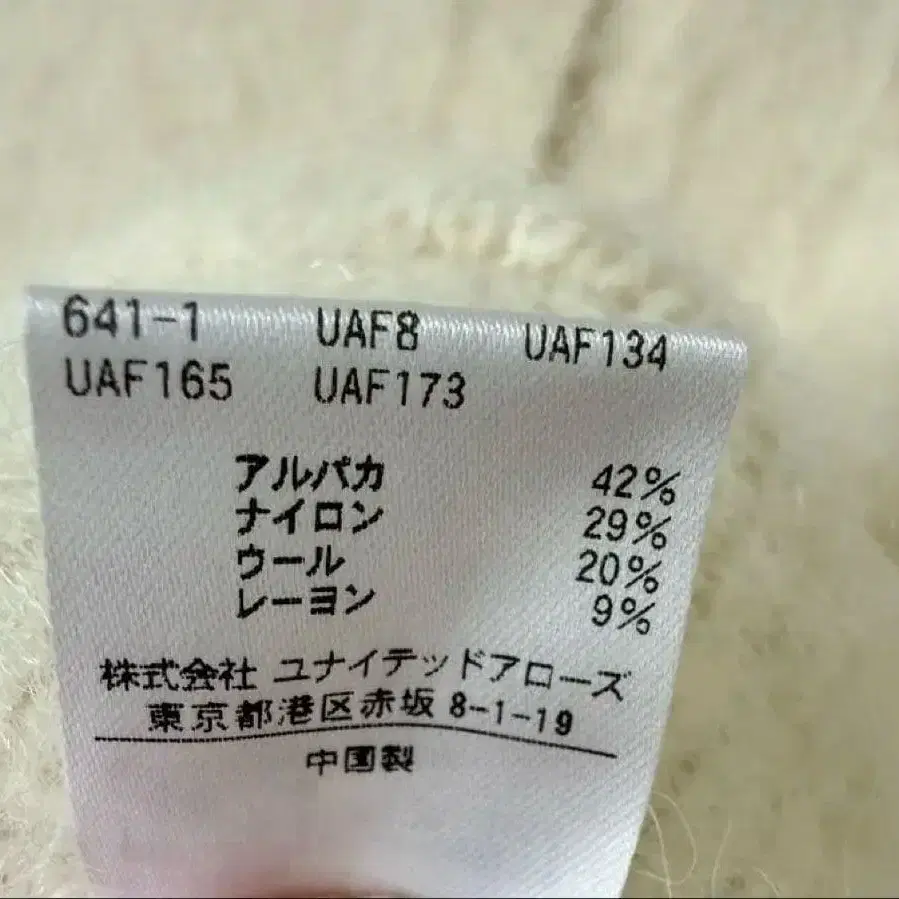 641-1 UAF8 UAF134
UAF165 UAF173
アルパカ 42%
ナイロン 29%
ウール 20%
レーヨン 9%
株式会社 ユナイテッドアローズ
東京都港区赤坂 8-1-19
中国製